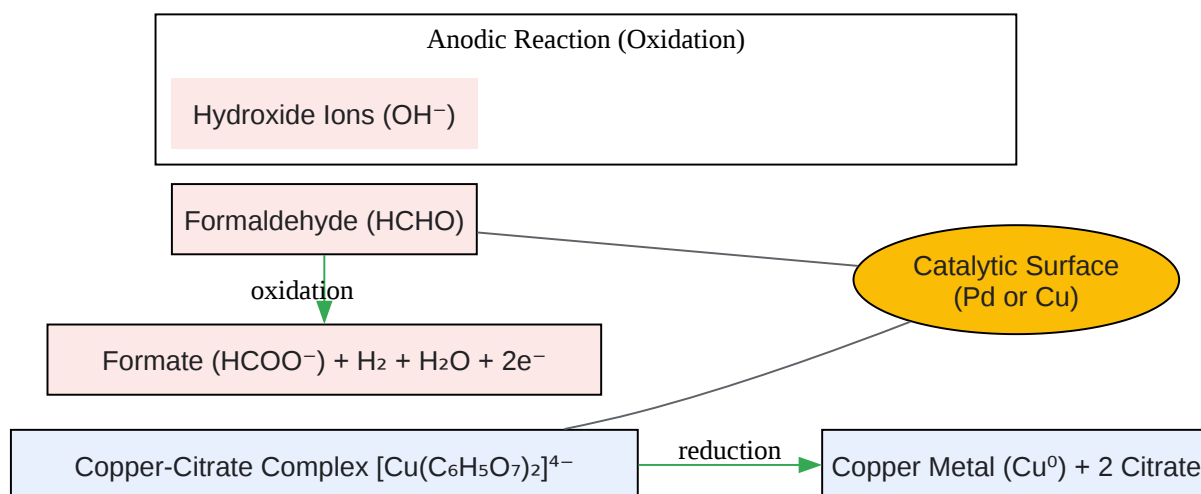 Anodic Reaction (Oxidation)
Hydroxide Ions (OH⁻)
Formaldehyde (HCHO)
Catalytic Surface
(Pd or Cu)
oxidation
Formate (HCOO⁻) + H₂ + H₂O + 2e⁻
Copper-Citrate Complex [Cu(C₆H₅O₇)₂]⁴⁻
reduction
Copper Metal (Cu⁰) + 2 Citrate